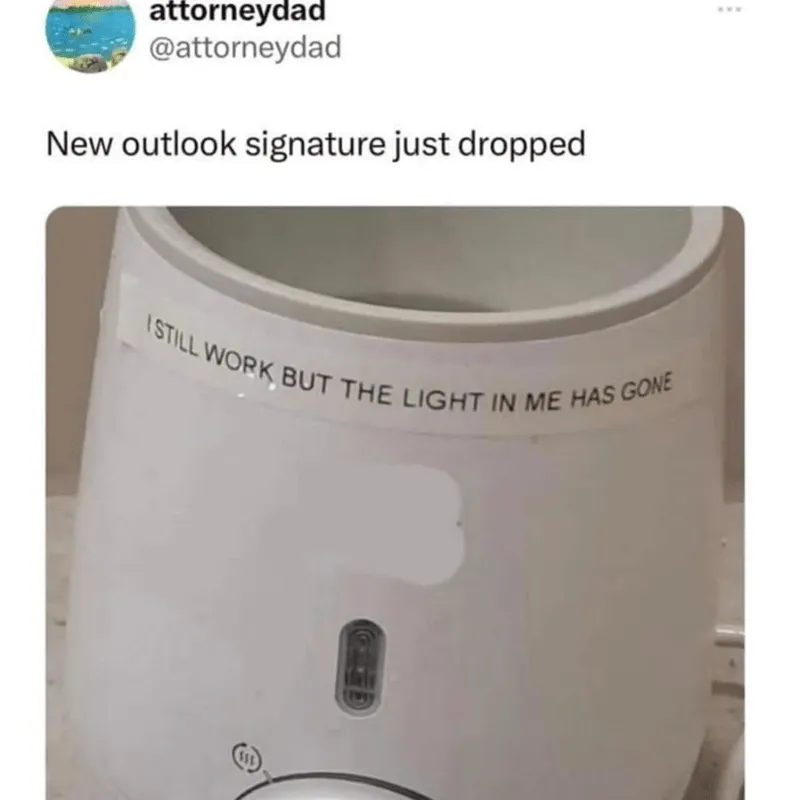 attorneydad
@attorneydad
New outlook signature just dropped
I STILL WORK BUT THE LIGHT IN ME HAS GONE